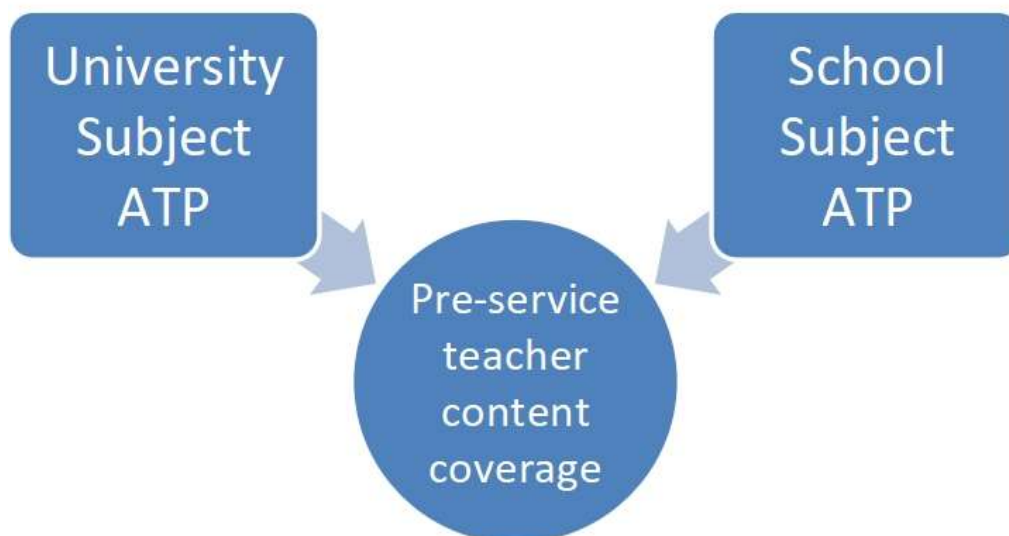 University
Subject
ATP
School
Subject
ATP
Pre-service
teacher
content
coverage